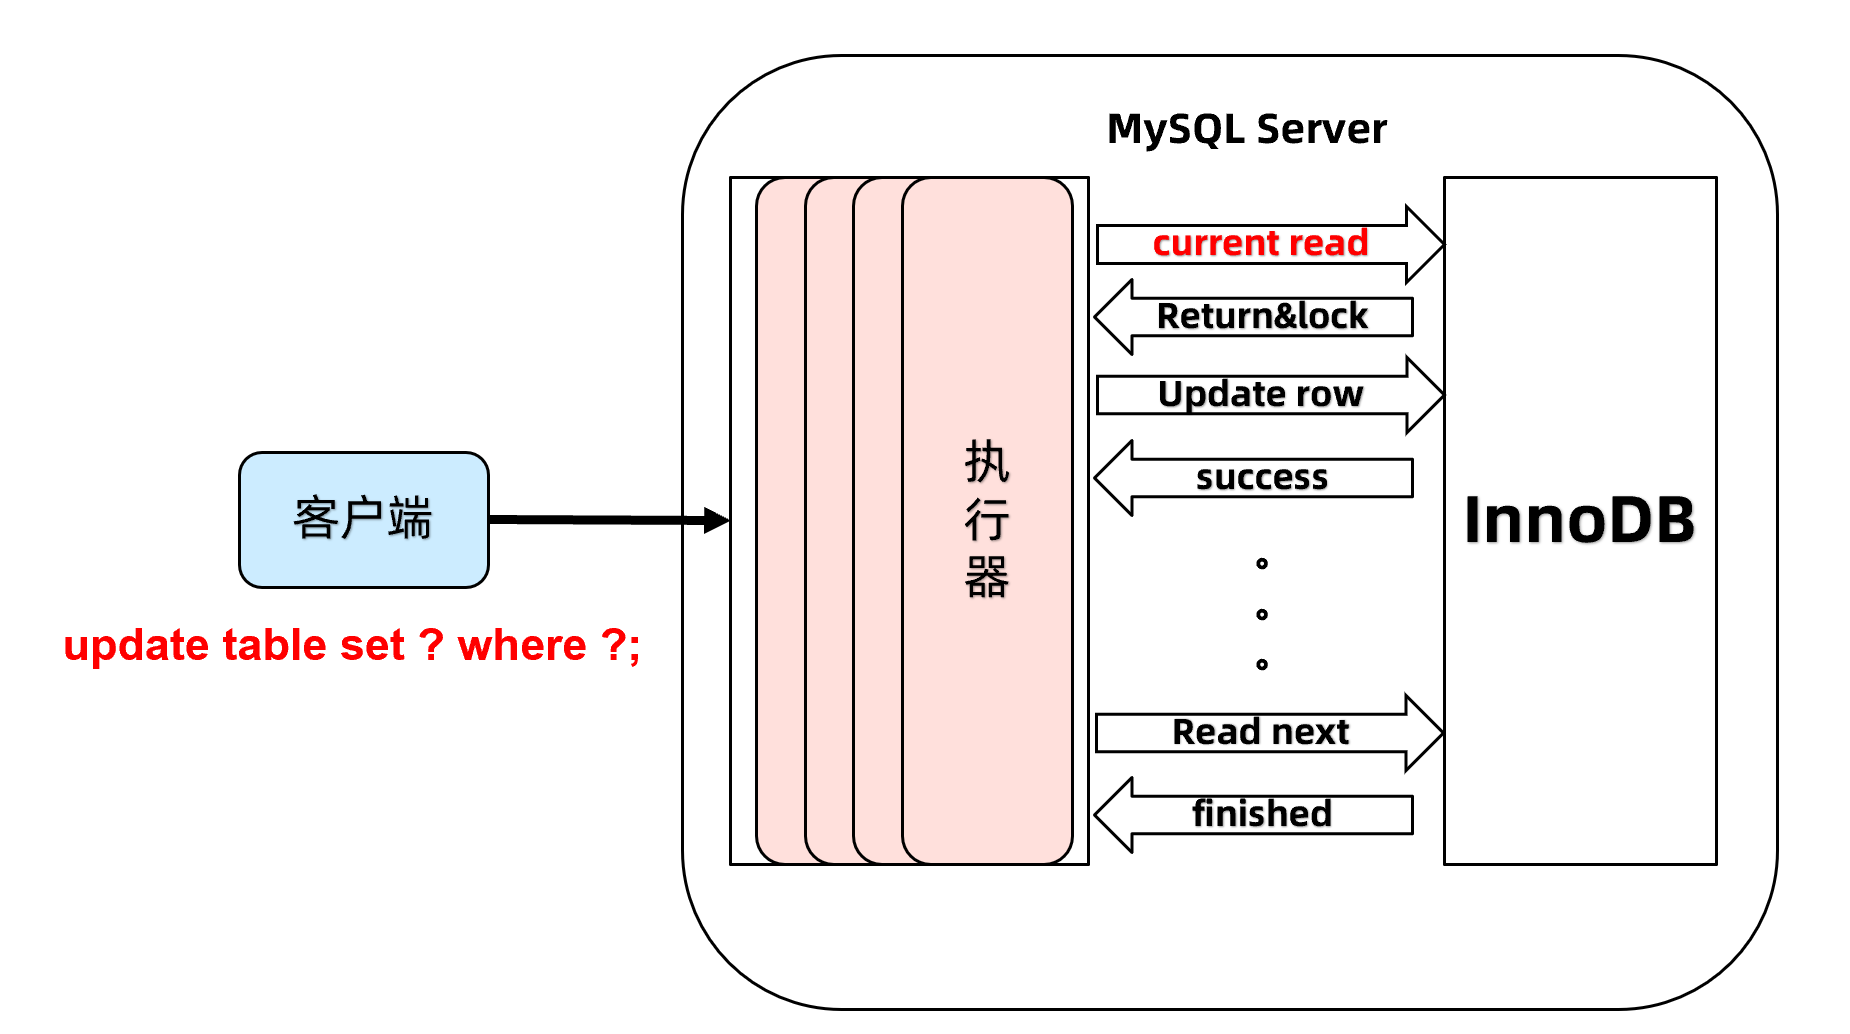 MySQL Server
current read
Return&lock
Update row
success
Read next
finished
执
行
器
InnoDB
客户端
update table set ? where ?;